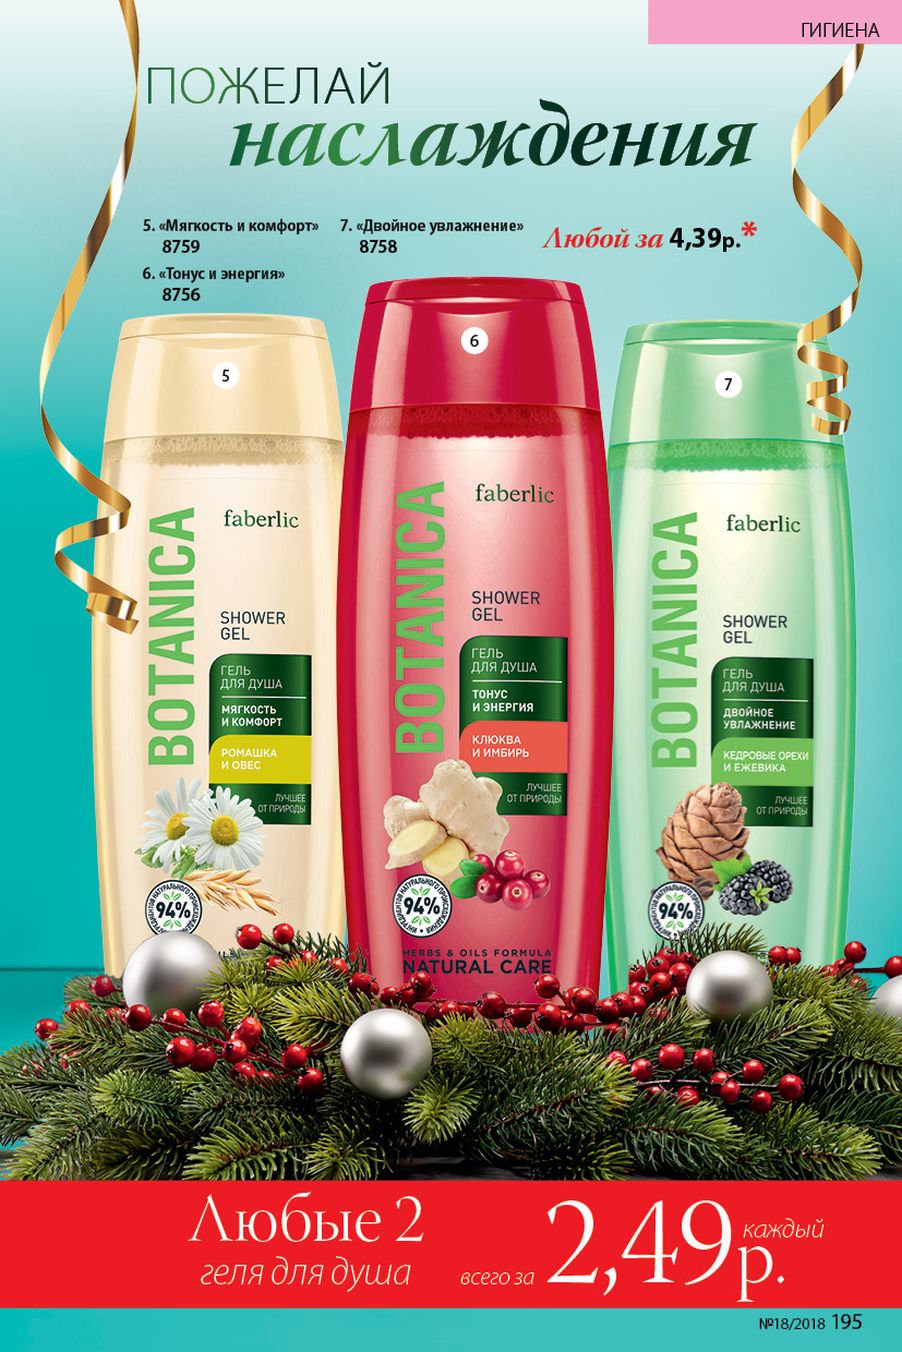 ГИГИЕНА
ПОЖЕЛАЙ
наслаждения
5. «Мягкость и комфорт»
8759
6. «Тонус и энергия»
8756
7. «Двойное увлажнение»
8758
Любой за 4,39р.*
5
faberlic
BOTANICA
SHOWER
GEL
ГЕЛЬ
ДЛЯ ДУША
МЯГКОСТЬ
И КОМФОРТ
РОМАШКА
И ОВЕС
ЛУЧШЕЕ
ОТ ПРИРОДЫ
94%
6
faberlic
BOTANICA
SHOWER
GEL
ГЕЛЬ
ДЛЯ ДУША
ТОНУС
И ЭНЕРГИЯ
КЛЮКВА
И ИМБИРЬ
ЛУЧШЕЕ
ОТ ПРИРОДЫ
94%
ИНГРЕДИЕНТОВ НАТУРАЛЬНОГО ПРОИСХОЖДЕНИЯ
HERBS & OILS FORMULA
NATURAL CARE
7
faberlic
BOTANICA
SHOWER
GEL
ГЕЛЬ
ДЛЯ ДУША
ДВОЙНОЕ
УВЛАЖНЕНИЕ
КЕДРОВЫЕ ОРЕХИ
И ЕЖЕВИКА
ЛУЧШЕЕ
ОТ ПРИРОДЫ
94%
Любые 2
геля для душа
всего за 2,49р.
каждый
№18/2018 195